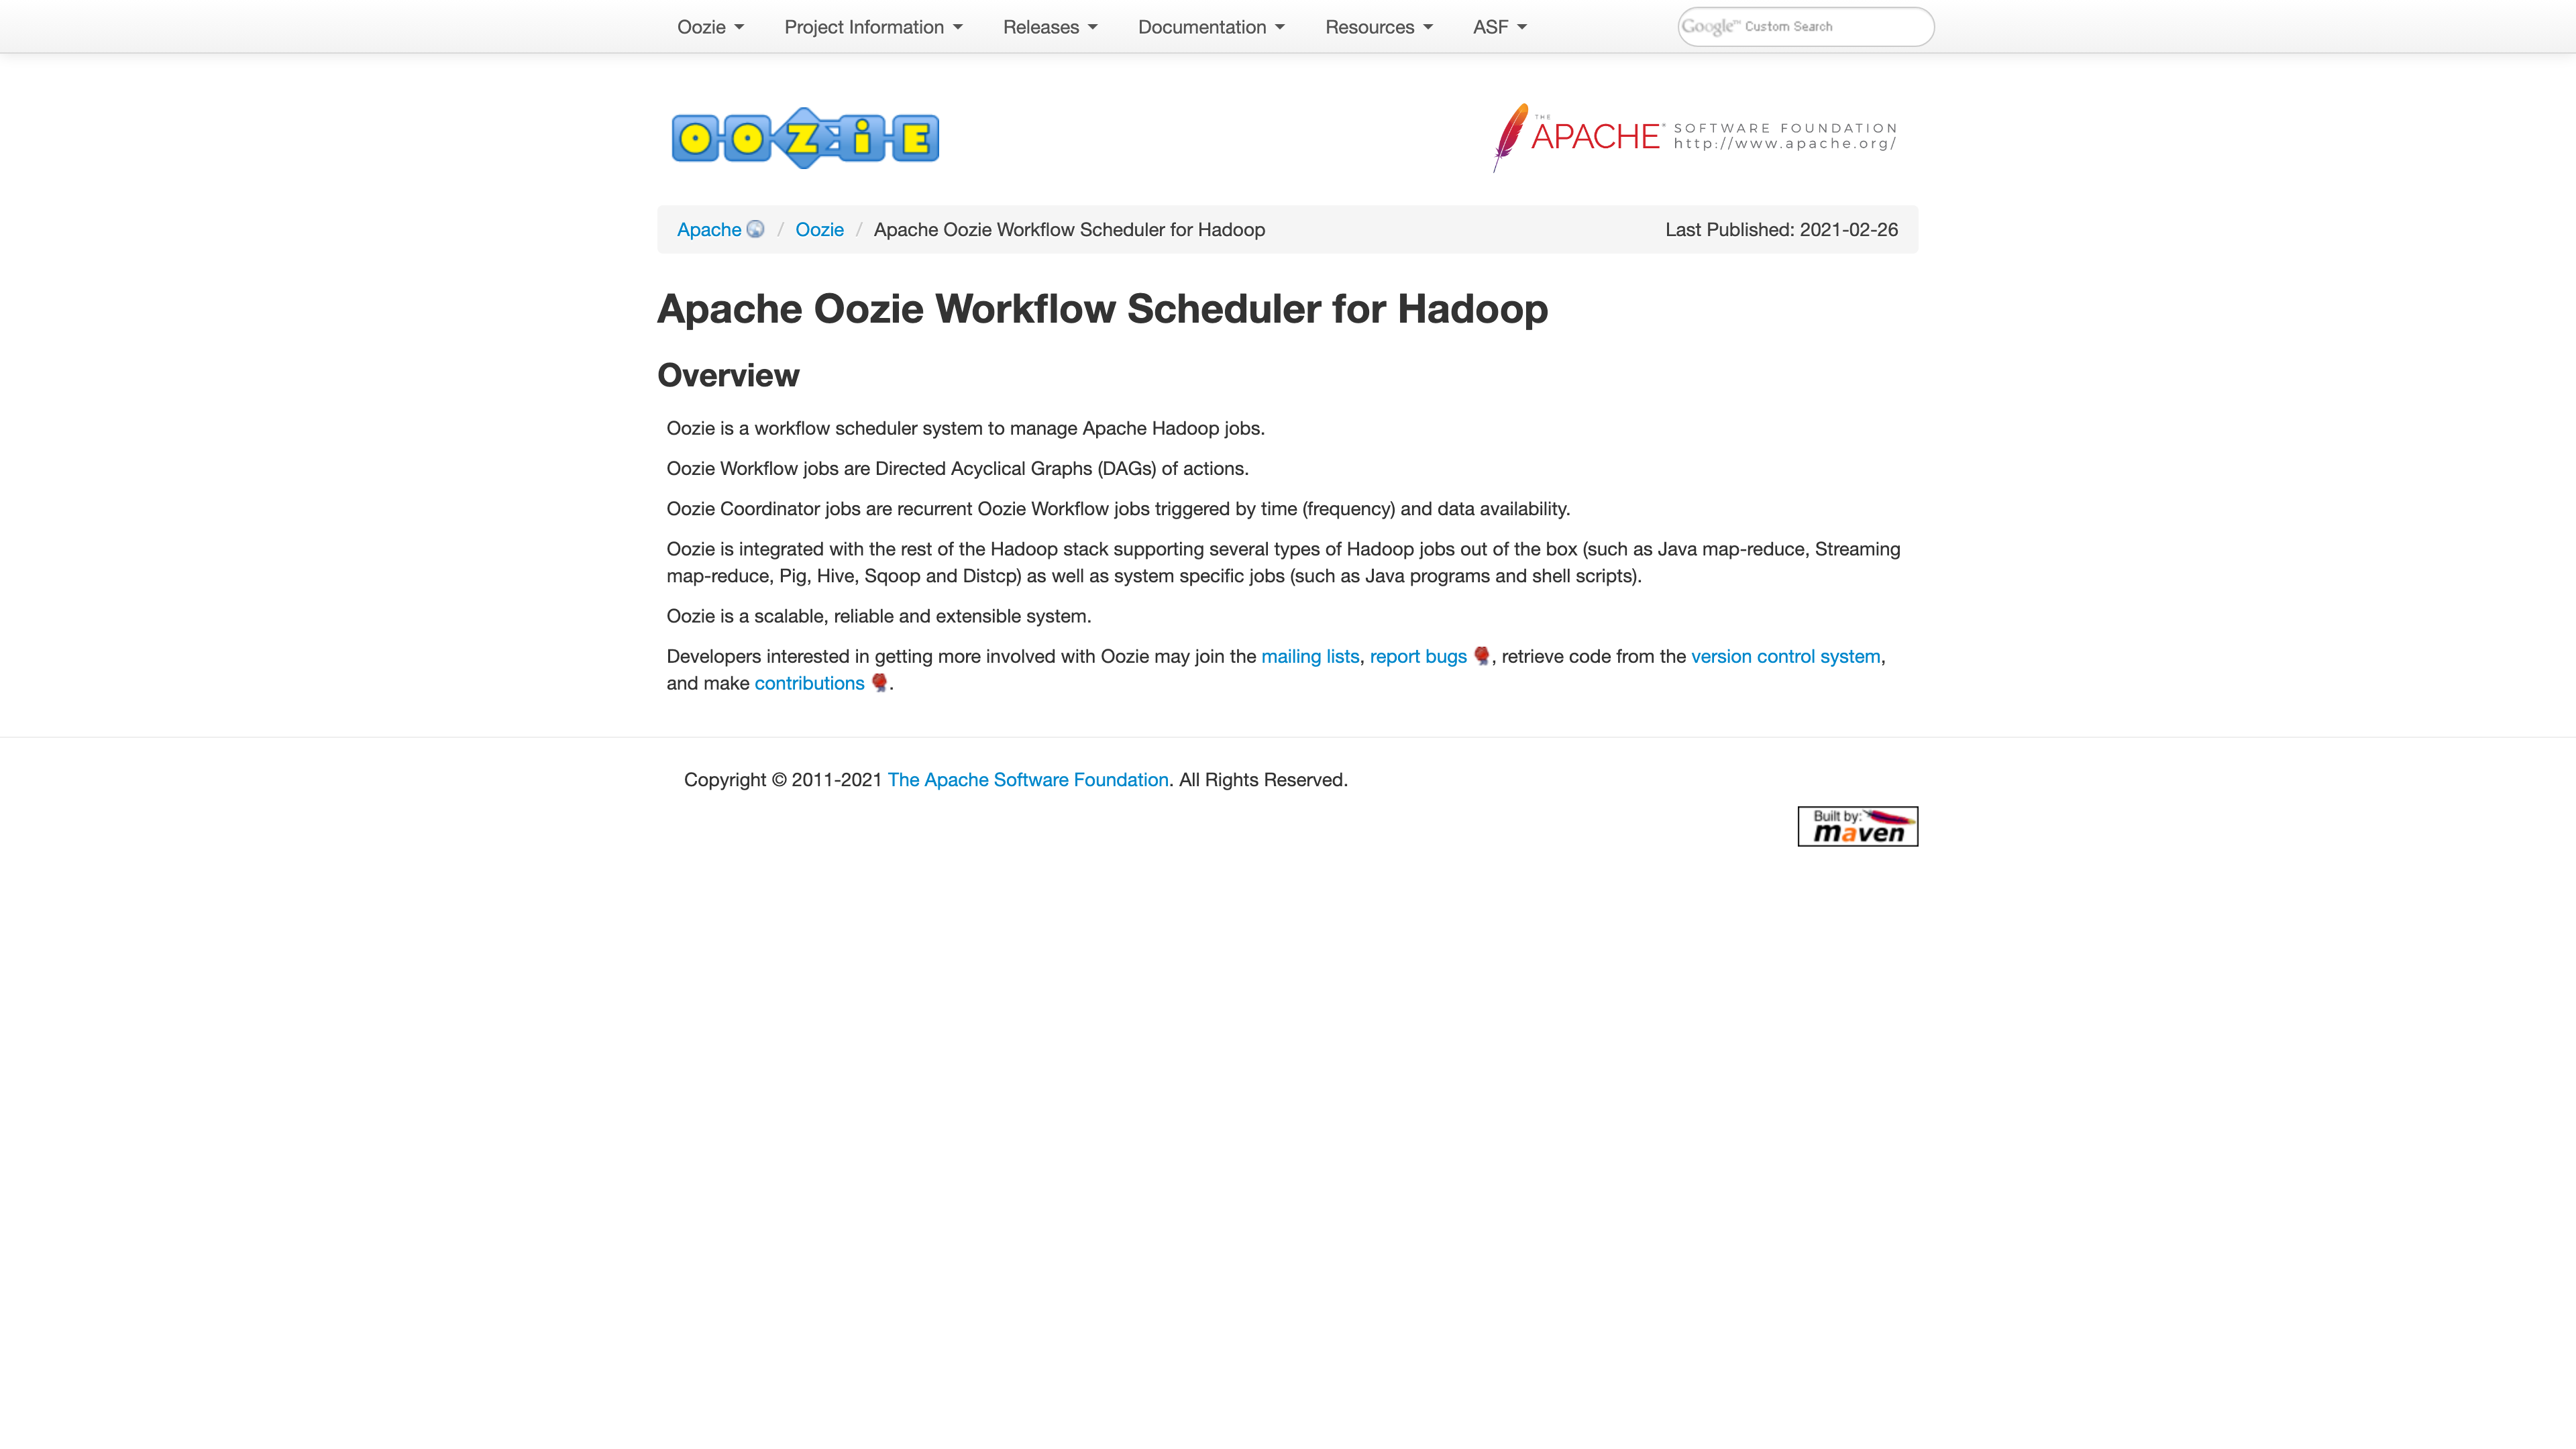 Oozie Project Information Releases Documentation Resources ASF Google™ Custom Search
OOZiE
THE APACHE® SOFTWARE FOUNDATION
http://www.apache.org/
Apache / Oozie / Apache Oozie Workflow Scheduler for Hadoop Last Published: 2021-02-26
Apache Oozie Workflow Scheduler for Hadoop
Overview
Oozie is a workflow scheduler system to manage Apache Hadoop jobs.
Oozie Workflow jobs are Directed Acyclical Graphs (DAGs) of actions.
Oozie Coordinator jobs are recurrent Oozie Workflow jobs triggered by time (frequency) and data availability.
Oozie is integrated with the rest of the Hadoop stack supporting several types of Hadoop jobs out of the box (such as Java map-reduce, Streaming
map-reduce, Pig, Hive, Sqoop and Distcp) as well as system specific jobs (such as Java programs and shell scripts).
Oozie is a scalable, reliable and extensible system.
Developers interested in getting more involved with Oozie may join the mailing lists, report bugs , retrieve code from the version control system,
and make contributions .
Copyright © 2011-2021 The Apache Software Foundation. All Rights Reserved.
Built by:
maven